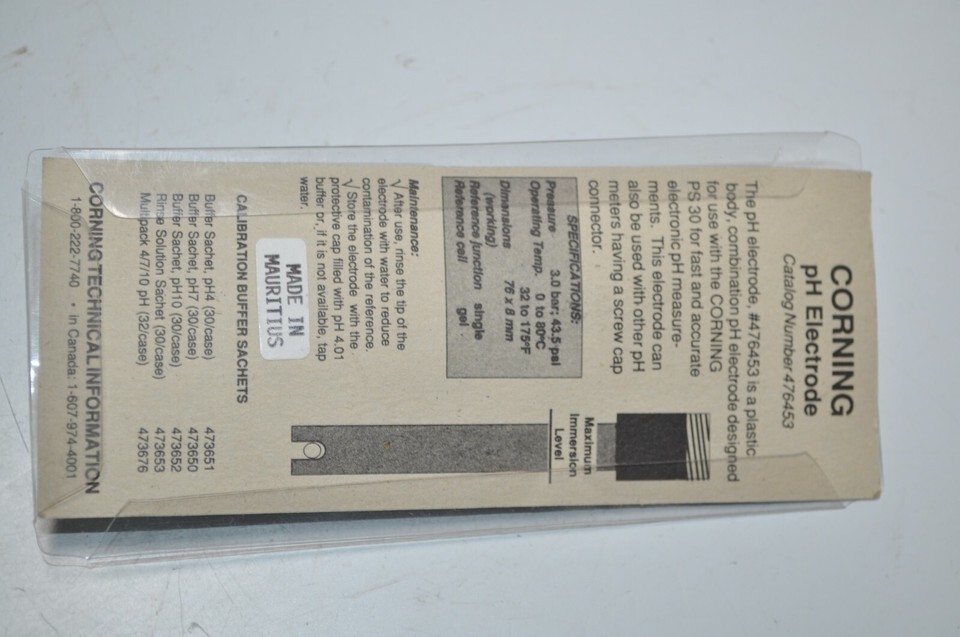 CORNING
pH Electrode
Catalog Number 476453
The pH electrode, #476453 is a plastic
body, combination pH electrode designed
for use with the CORNING
PS 30 for fast and accurate
electronic pH measure-
ments. This electrode can
also be used with other pH
meters having a screw cap
connector.
SPECIFICATIONS:
Pressure 3.0 bar; 43.5 psi
Operating Temp. 0 to 80°C
32 to 175°F
Dimensions 76 x 8 mm
(working)
Reference junction single
Reference cell gel
Maximum
Immersion
Level
Maintenance:
√ After use, rinse the tip of the
electrode with water to reduce
contamination of the reference.
√ Store the electrode with the
protective cap filled with pH 4.01
buffer or, if it is not available, tap
water.
MADE IN
MAURITIUS
CALIBRATION BUFFER SACHETS
Buffer Sachet, pH4 (30/case) 473651
Buffer Sachet, pH7 (30/case) 473650
Buffer Sachet, pH10 (30/case) 473652
Rinse Solution Sachet (30/case) 473653
Multipack 4/7/10 pH (32/case) 473676
CORNING TECHNICAL INFORMATION
1-800-222-7740 • in Canada: 1-607-974-4001